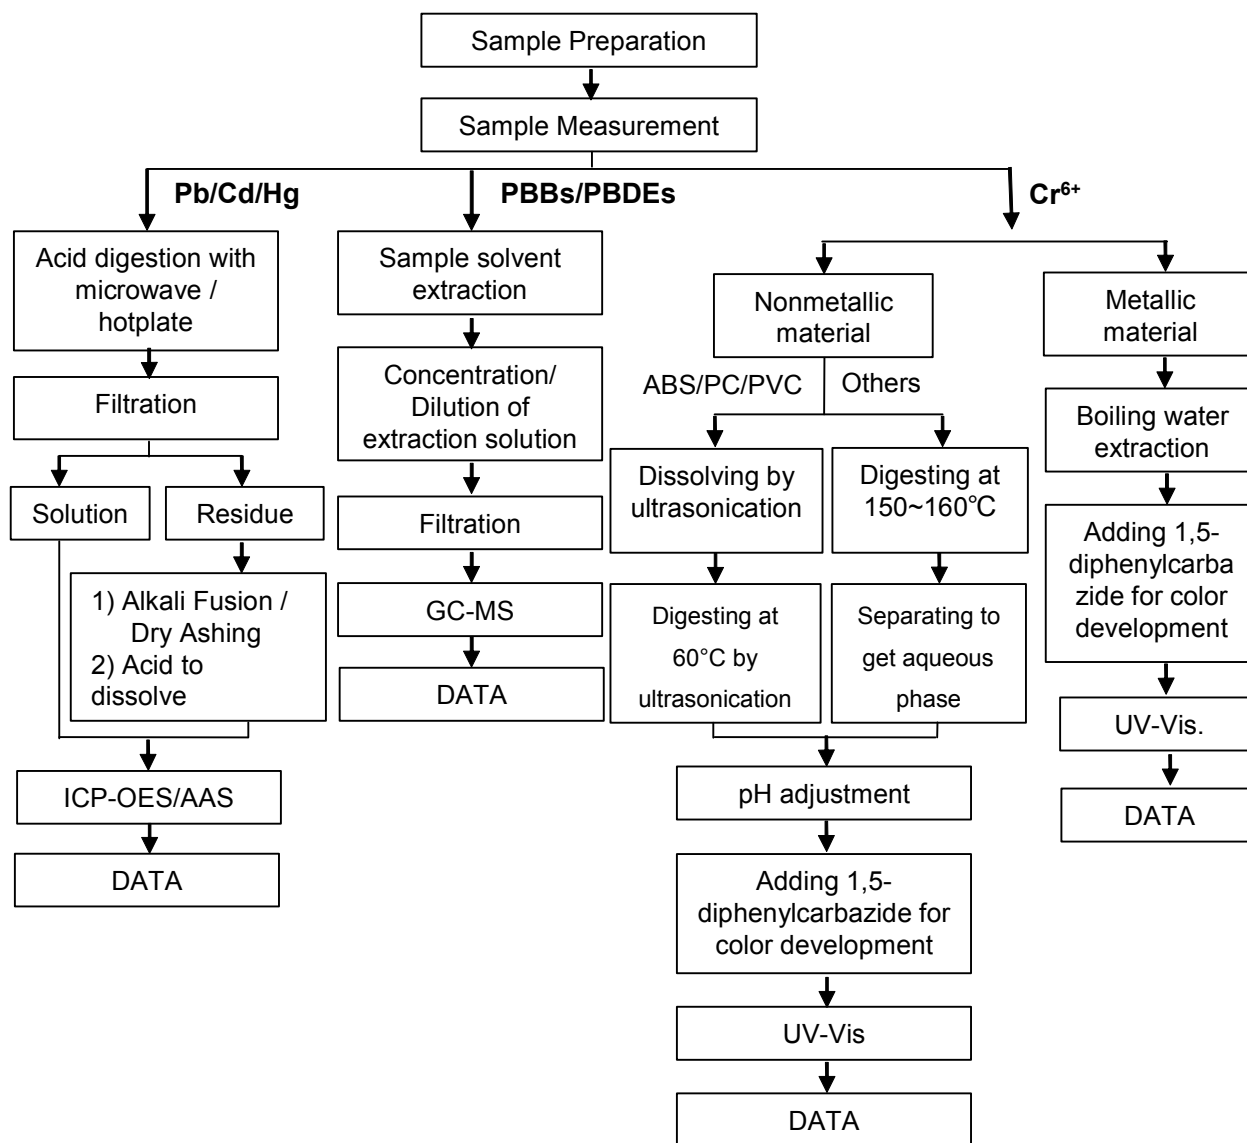 Sample Preparation
Sample Measurement
Pb/Cd/Hg
PBBs/PBDEs
Cr⁶⁺
Acid digestion with
microwave /
hotplate
Filtration
Solution
Residue
1) Alkali Fusion /
Dry Ashing
2) Acid to
dissolve
ICP-OES/AAS
DATA
Sample solvent
extraction
Concentration/
Dilution of
extraction solution
Filtration
GC-MS
DATA
Nonmetallic
material
ABS/PC/PVC
Others
Dissolving by
ultrasonication
Digesting at
60°C by
ultrasonication
Digesting at
150~160℃
Separating to
get aqueous
phase
pH adjustment
Adding 1,5-
diphenylcarbazide for
color development
UV-Vis
DATA
Metallic
material
Boiling water
extraction
Adding 1,5-
diphenylcarba
zide for color
development
UV-Vis.
DATA